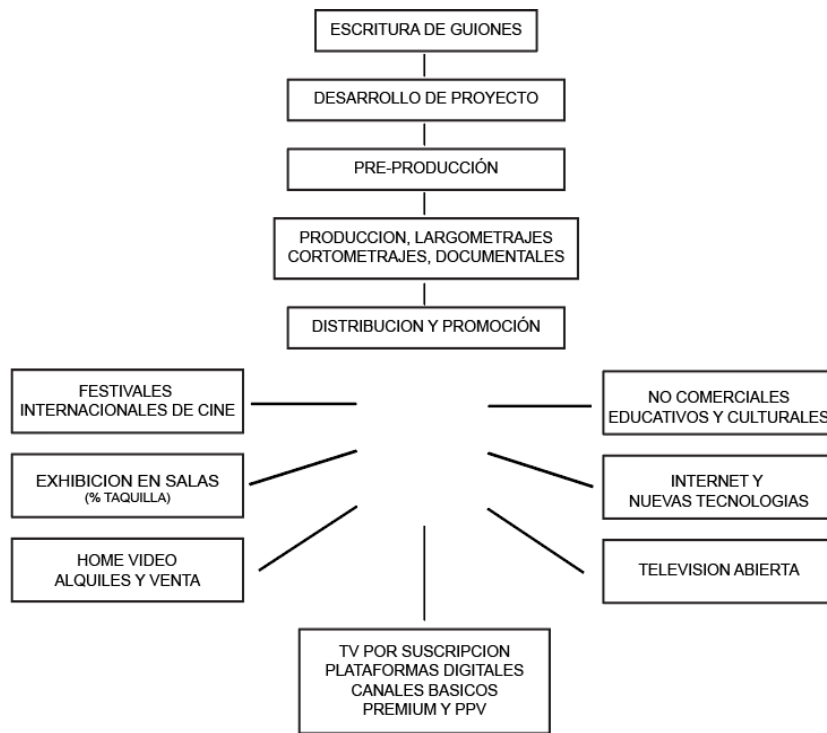 ESCRITURA DE GUIONES
DESARROLLO DE PROYECTO
PRE-PRODUCCIÓN
PRODUCCION, LARGOMETRAJES
CORTOMETRAJES, DOCUMENTALES
DISTRIBUCION Y PROMOCIÓN
FESTIVALES
INTERNACIONALES DE CINE
NO COMERCIALES
EDUCATIVOS Y CULTURALES
EXHIBICION EN SALAS
(% TAQUILLA)
INTERNET Y
NUEVAS TECNOLOGIAS
HOME VIDEO
ALQUILES Y VENTA
TELEVISION ABIERTA
TV POR SUSCRIPCION
PLATAFORMAS DIGITALES
CANALES BASICOS
PREMIUM Y PPV